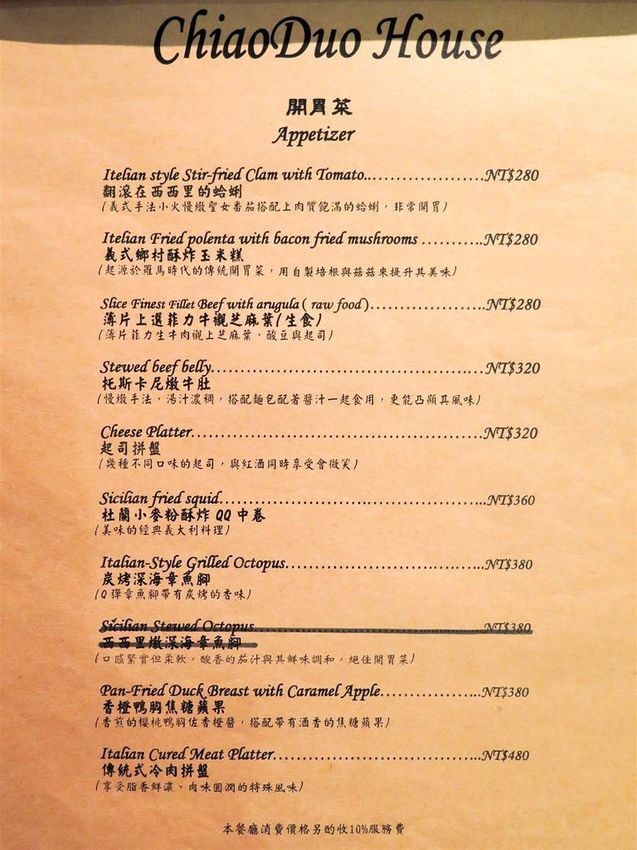 ChiaoDuo House
開胃菜
Appetizer
Itelian style Stir-fried Clam with Tomato..………………NT$280
翻滾在西西里的蛤蜊
(義式手法小火慢燉聖女番茄搭配上肉質飽滿的蛤蜊，非常開胃)
Itelian Fried polenta with bacon fried mushrooms ………..NT$280
義式鄉村酥炸玉米糕
(起源於羅馬時代的傳統開胃菜，用自製培根與菇菇來提升其美味)
Slice Finest Fillet Beef with arugula ( raw food )………………NT$280
薄片上選菲力牛襯芝麻葉(生食)
(薄片菲力生牛肉襯上芝麻葉、酸豆與起司)
Stewed beef belly……………………………………NT$320
托斯卡尼燉牛肚
(慢燉手法、湯汁濃稠，搭配麵包配著醬汁一起食用，更能凸顯其風味)
Cheese Platter………………………………………NT$320
起司拼盤
(幾種不同口味的起司，與紅酒同時享受會微笑)
Sicilian fried squid…………………………………...NT$360
杜蘭小麥粉酥炸 QQ 中卷
(美味的經典義大利料理)
Italian-Style Grilled Octopus…………………………...NT$380
炭烤深海章魚腳
(Q 彈章魚腳帶有炭烤的香味)
Sicilian Stewed Octopus………………………………NT$380
西西里燉深海章魚腳
(口感緊實但柔軟，酸香的茄汁與其鮮味調和，絕佳開胃菜)
Pan-Fried Duck Breast with Caramel Apple……………...NT$380
香橙鴨胸焦糖蘋果
(香煎的櫻桃鴨胸佐香橙醬，搭配帶有酒香的焦糖蘋果)
Italian Cured Meat Platter……………………………...NT$480
傳統式冷肉拼盤
(享受脂香鮮濃、肉味圓潤的特殊風味)
本餐廳消費價格另酌收10%服務費